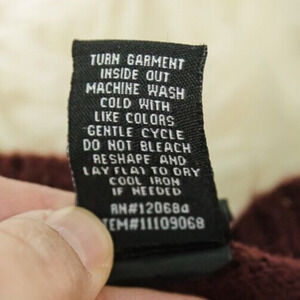 TURN GARMENT
INSIDE OUT
MACHINE WASH
COLD WITH
LIKE COLORS
GENTLE CYCLE
DO NOT BLEACH
RESHAPE AND
LAY FLAT TO DRY
COOL IRON
IF NEEDED
RN#120684
ITEM#11109068